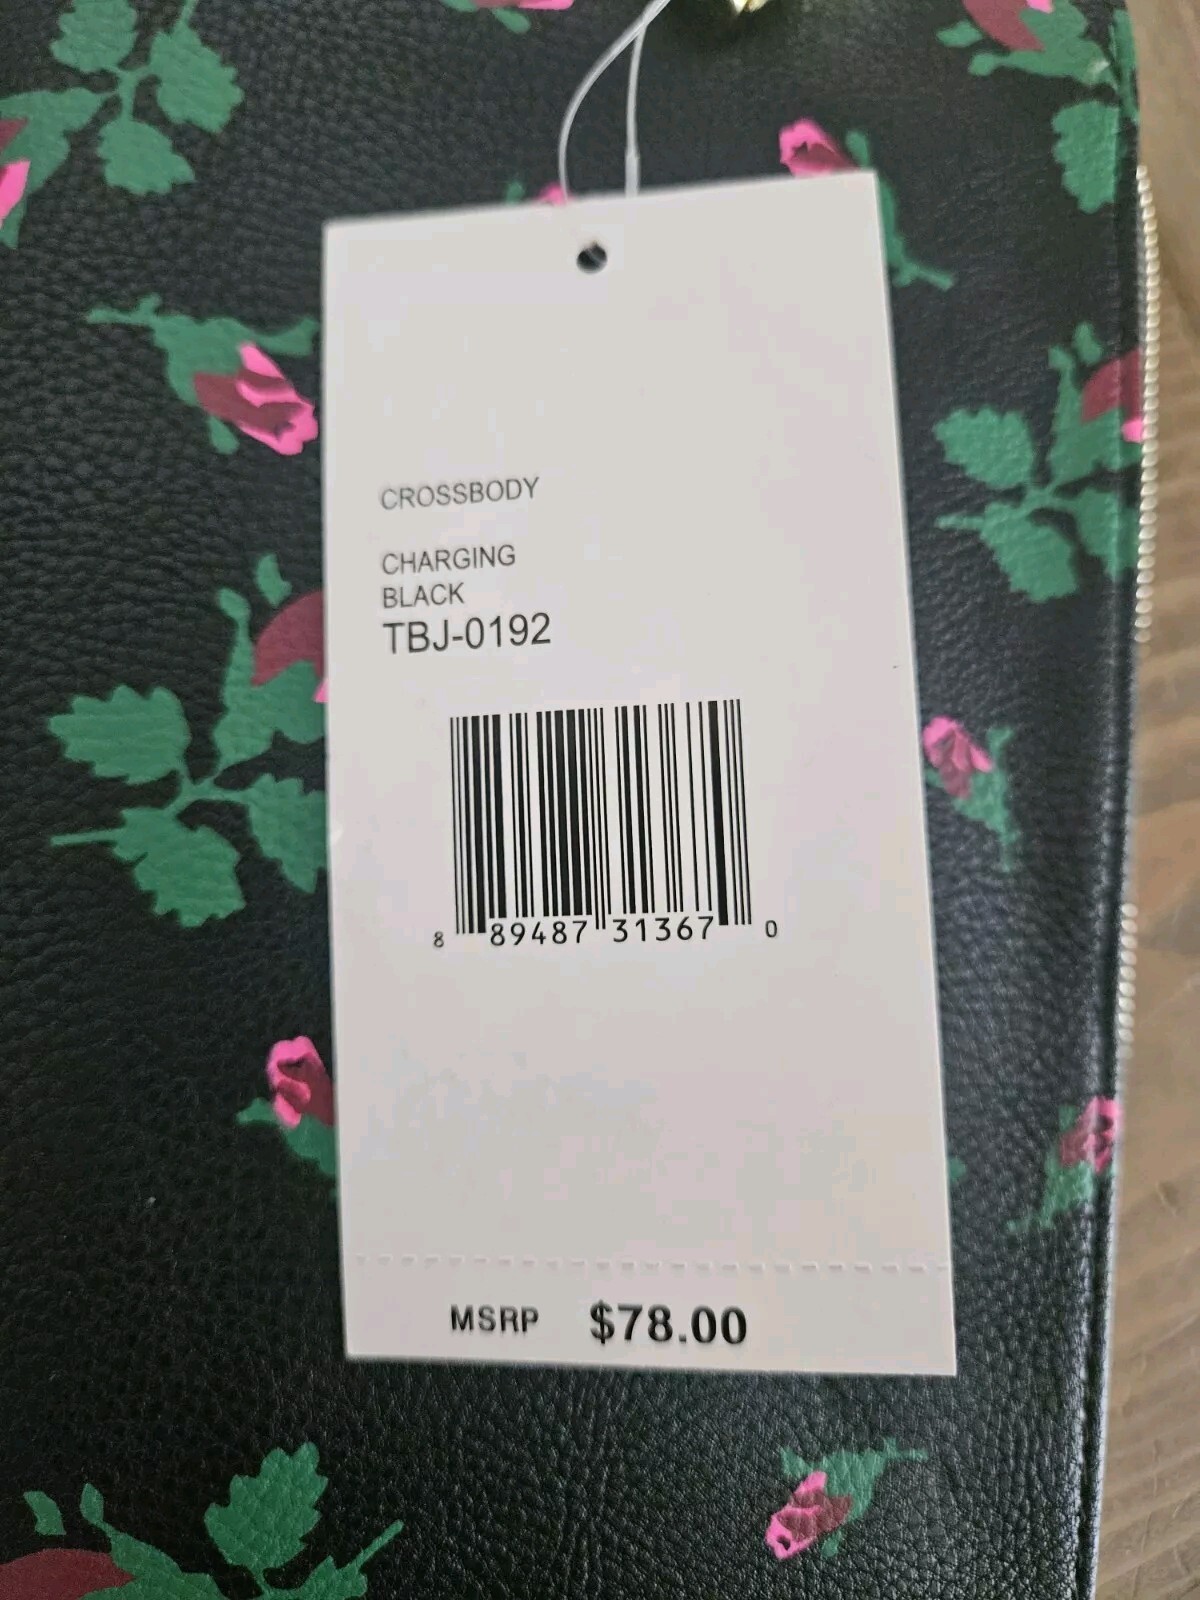 CROSSBODY
CHARGING
BLACK
TBJ-0192
8 89487 31367 0
MSRP $78.00